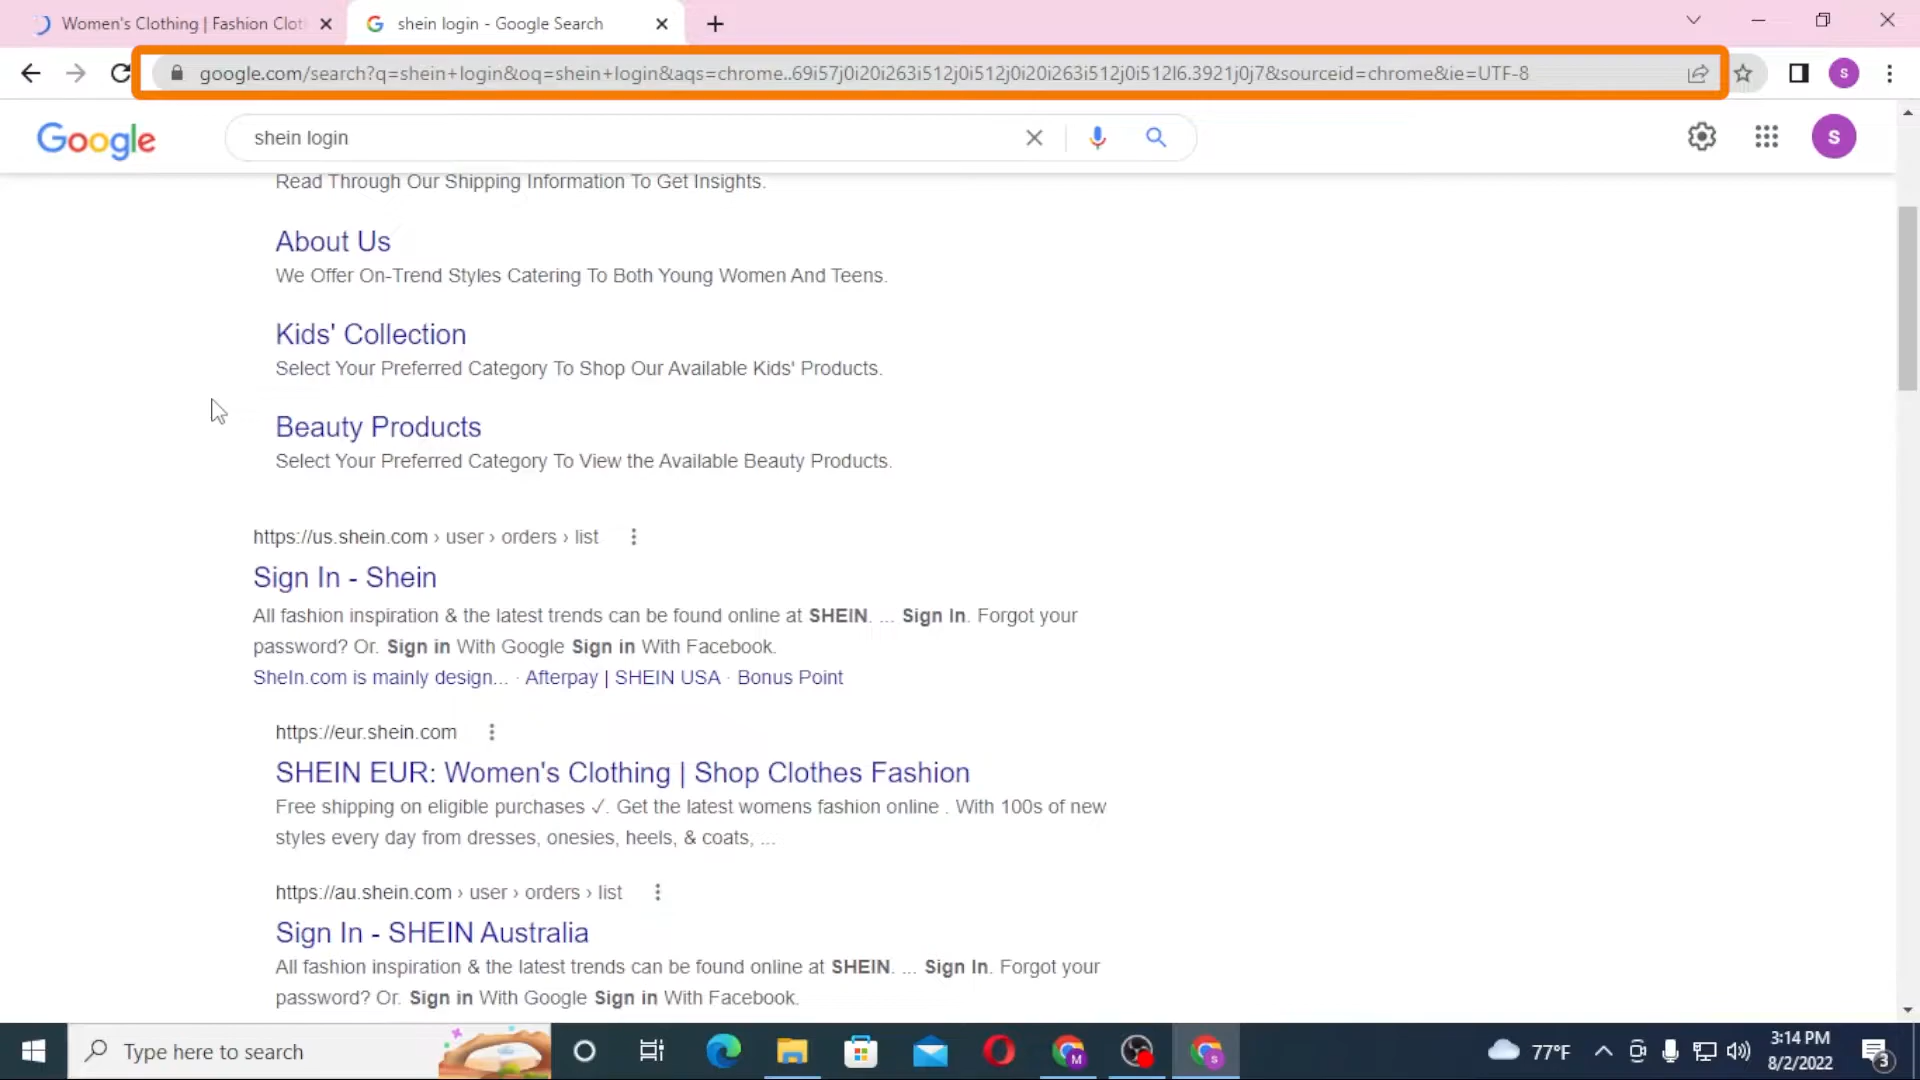 Women's Clothing | Fashion Clot
shein login - Google Search
google.com/search?q=shein+login&oq=shein+login&aqs=chrome..69i57j0i20i263i512j0i512j0i20i263i512j0i512l6.3921j0j7&sourceid=chrome&ie=UTF-8
S
Google
shein login
S
Read Through Our Shipping Information To Get Insights.
About Us
We Offer On-Trend Styles Catering To Both Young Women And Teens.
Kids' Collection
Select Your Preferred Category To Shop Our Available Kids' Products.
Beauty Products
Select Your Preferred Category To View the Available Beauty Products.
https://us.shein.com › user › orders › list
Sign In - Shein
All fashion inspiration & the latest trends can be found online at SHEIN. ... Sign In. Forgot your
password? Or. Sign in With Google Sign in With Facebook.
SheIn.com is mainly design... · Afterpay | SHEIN USA · Bonus Point
https://eur.shein.com
SHEIN EUR: Women's Clothing | Shop Clothes Fashion
Free shipping on eligible purchases ✓. Get the latest womens fashion online . With 100s of new
styles every day from dresses, onesies, heels, & coats, ...
https://au.shein.com › user › orders › list
Sign In - SHEIN Australia
All fashion inspiration & the latest trends can be found online at SHEIN. ... Sign In. Forgot your
password? Or. Sign in With Google Sign in With Facebook.
Type here to search
M
S
77°F
3:14 PM
8/2/2022
3